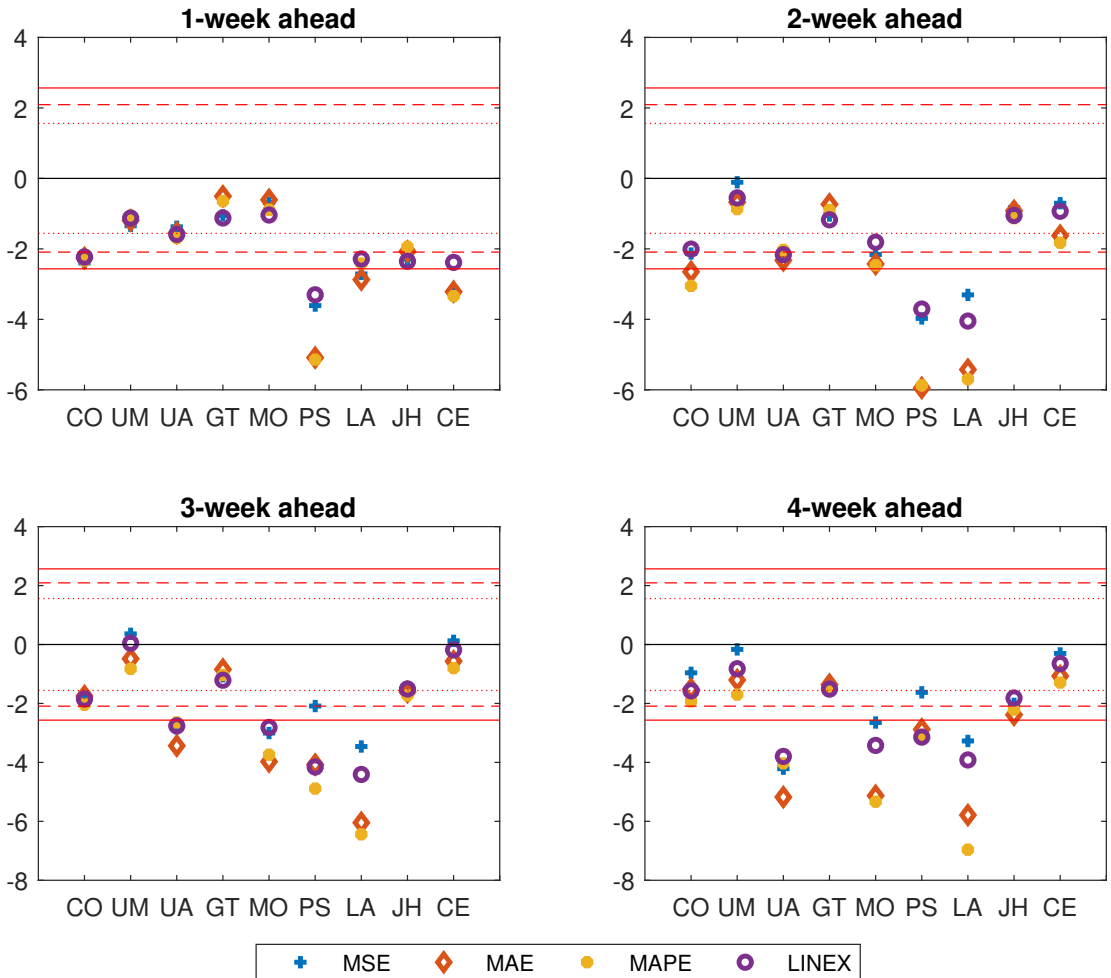 1-week ahead
4
2
0
-2
-4
-6
CO UM UA GT MO PS LA JH CE
2-week ahead
4
2
0
-2
-4
-6
CO UM UA GT MO PS LA JH CE
3-week ahead
4
2
0
-2
-4
-6
-8
CO UM UA GT MO PS LA JH CE
4-week ahead
4
2
0
-2
-4
-6
-8
CO UM UA GT MO PS LA JH CE
MSE MAE MAPE LINEX